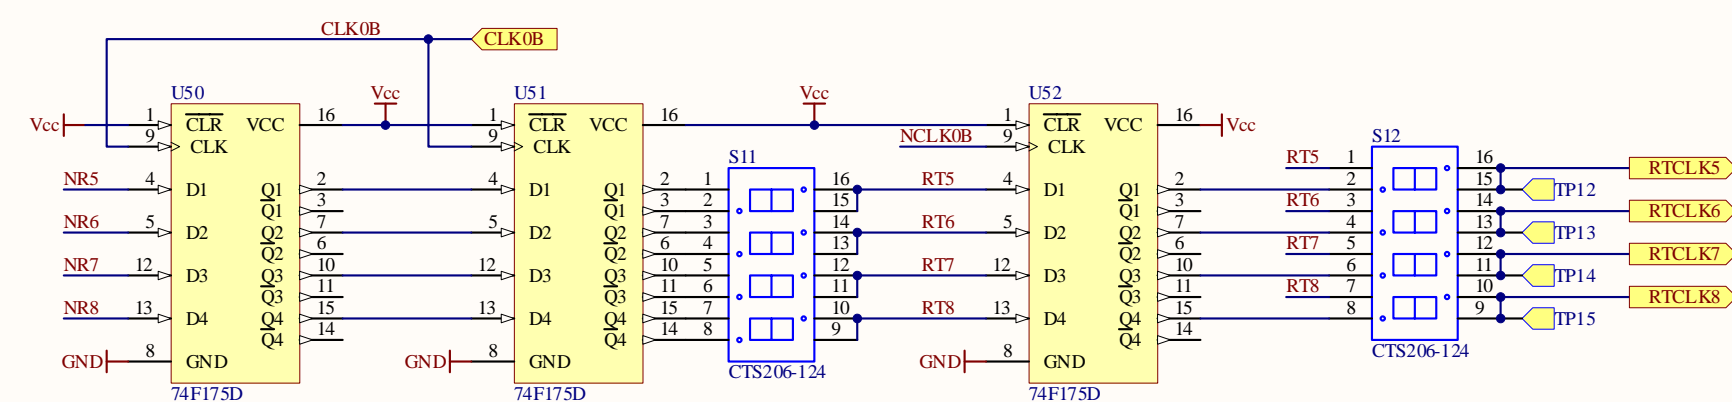 CLK0B
CLK0B
U50
Vcc
U51
Vcc
U52
Vcc
1
CLR
VCC
16
1
CLR
VCC
16
1
CLR
VCC
16
Vcc
9
CLK
9
CLK
NCLK0B
9
CLK
S11
S12
NR5
4
D1
Q1
2
4
D1
Q1
2
1
16
RT5
4
D1
Q1
2
3
Q1
3
2
15
3
Q1
NR6
5
D2
Q2
7
5
D2
Q2
7
3
14
RT6
5
D2
Q2
7
6
Q2
6
4
13
6
Q2
NR7
12
D3
Q3
10
12
D3
Q3
10
5
12
RT7
12
D3
Q3
10
11
Q3
11
6
11
11
Q3
NR8
13
D4
Q4
15
13
D4
Q4
15
7
10
RT8
13
D4
Q4
15
14
Q4
14
8
9
14
Q4
GND
8
GND
GND
8
GND
GND
8
GND
74F175D
74F175D
CTS206-124
74F175D
RT5
1
16
RTCLK5
2
15
TP12
RT6
3
14
RTCLK6
4
13
TP13
RT7
5
12
RTCLK7
6
11
TP14
RT8
7
10
RTCLK8
8
9
TP15
CTS206-124